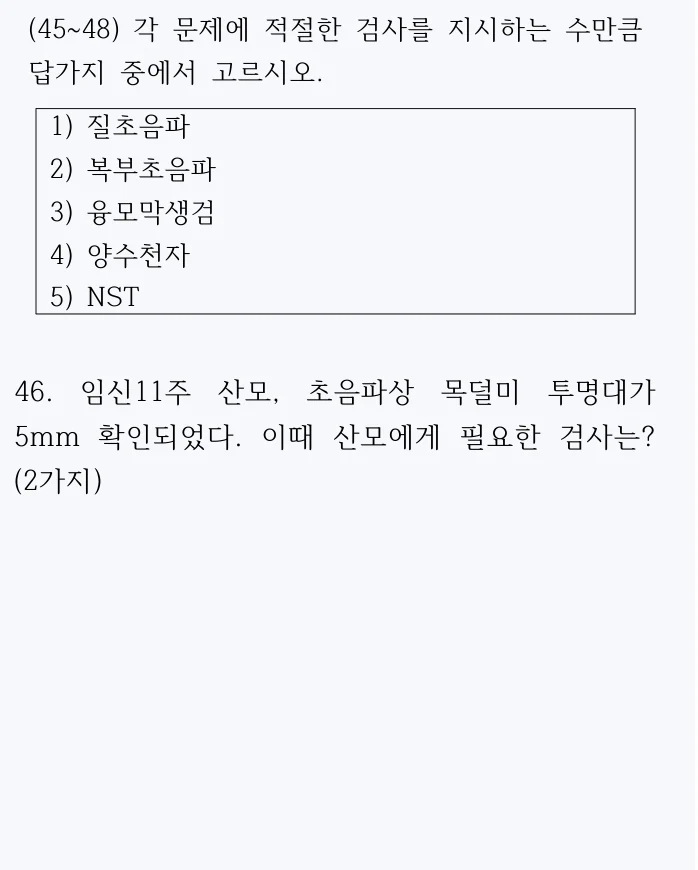 (45~48) 각 문제에 적절한 검사를 지시하는 수만큼
답가지 중에서 고르시오.
1) 질초음파
2) 복부초음파
3) 융모막생검
4) 양수천자
5) NST
46. 임신11주 산모, 초음파상 목덜미 투명대가
5mm 확인되었다. 이때 산모에게 필요한 검사는?
(2가지)